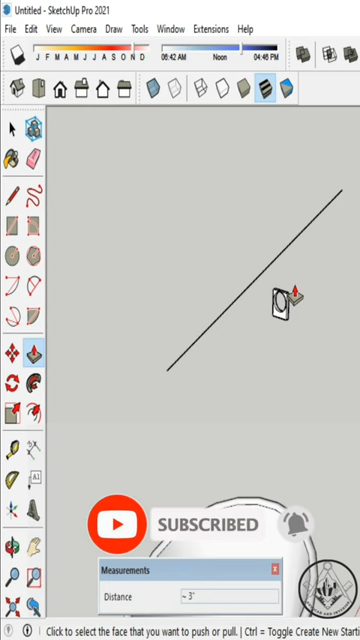 Untitled - SketchUp Pro 2021
File Edit View Camera Draw Tools Window Extensions Help
J F M A M J J A S O N D 06:42 AM Noon 04:46 PM
A1
SUBSCRIBED
Measurements
Distance ~ 3'
Click to select the face that you want to push or pull. | Ctrl = Toggle Create New Starti